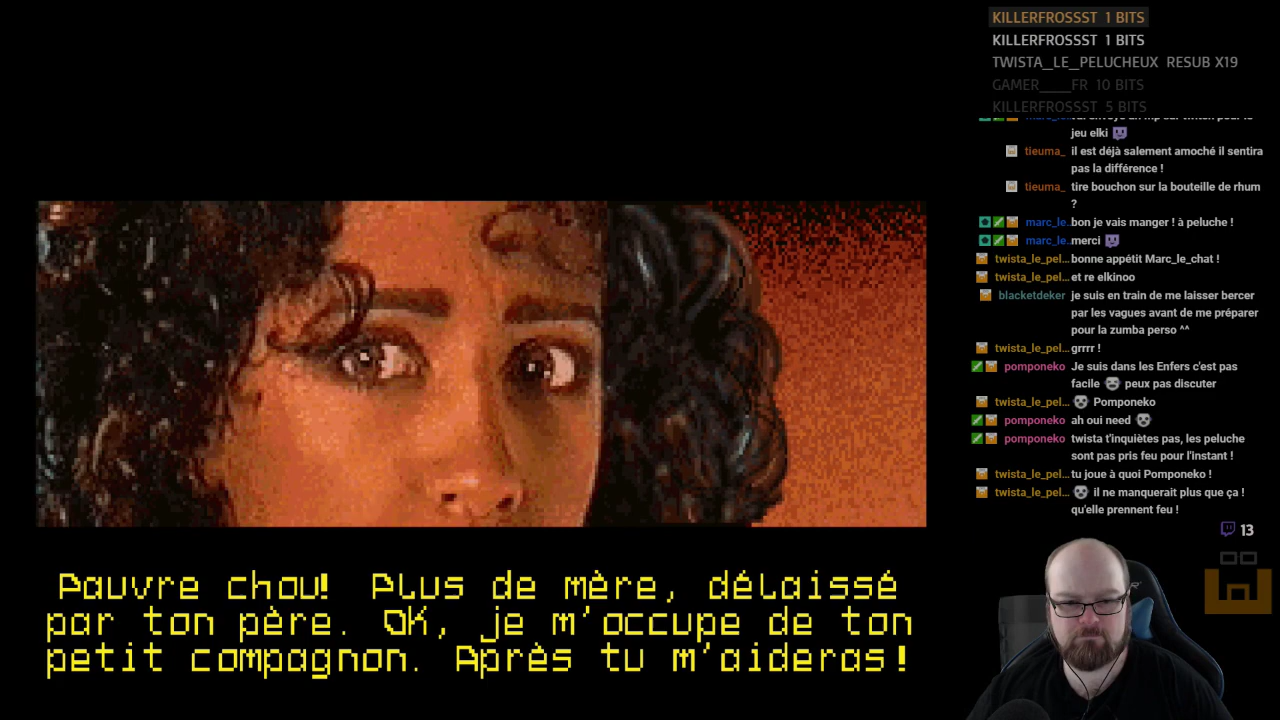 KILLERFROSSST 1 BITS
KILLERFROSSST 1 BITS
TWISTA__LE__PELUCHEUX RESUB X19
GAMER____FR 10 BITS
KILLERFROSSST 5 BITS
jeu elki
tieuma_ il est déjà salement amoché il sentira
pas la différence !
tieuma_ tire bouchon sur la bouteille de rhum
?
marc_le… bon je vais manger ! à peluche !
marc_le… merci
twista_le_pel… bonne appétit Marc_le_chat !
twista_le_pel… et re elkinoo
blacketdeker je suis en train de me laisser bercer
par les vagues avant de me préparer
pour la zumba perso ^^
twista_le_pel… grrrr !
pomponeko Je suis dans les Enfers c'est pas
facile peux pas discuter
twista_le_pel… Pomponeko
pomponeko ah oui need
pomponeko twista t'inquiètes pas, les peluche
sont pas pris feu pour l'instant !
twista_le_pel… tu joue à quoi Pomponeko !
twista_le_pel… il ne manquerait plus que ça !
qu'elle prennent feu !
13
Pauvre chou! Plus de mère, délaissé
par ton père. OK, je m'occupe de ton
petit compagnon. Après tu m'aideras!